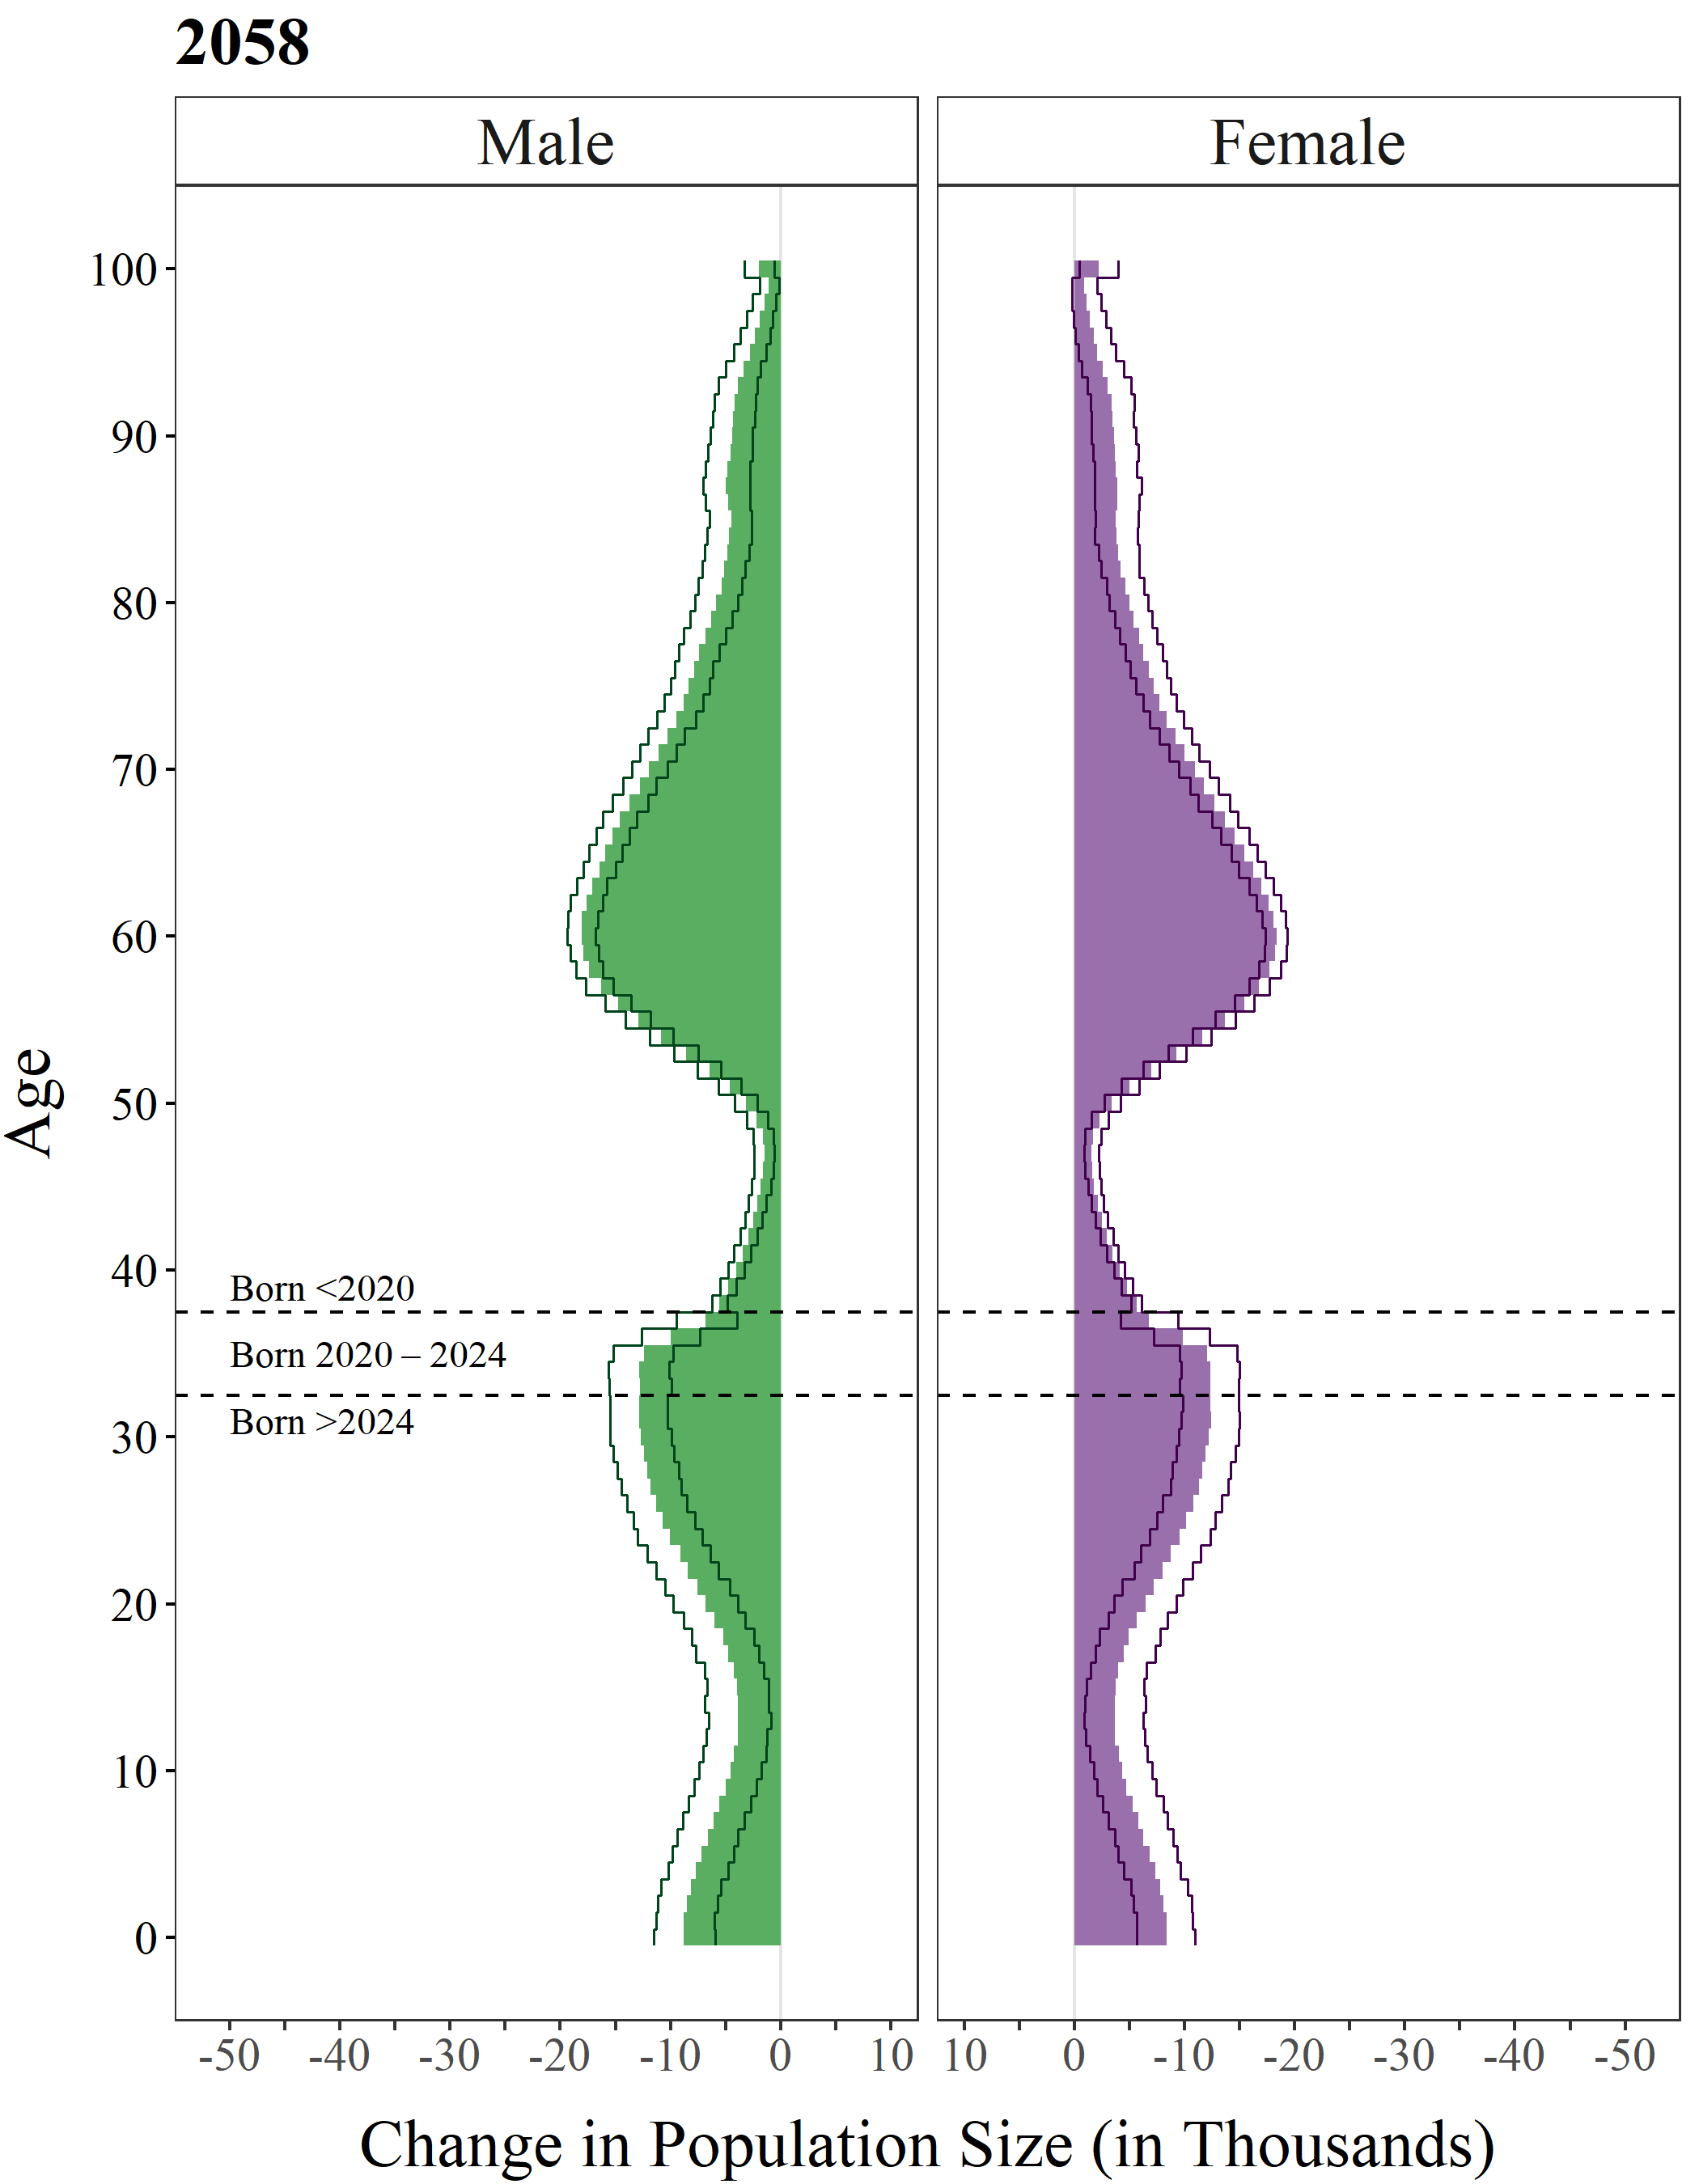 2058
Male Female
100
90
80
70
60
50
40
30
20
10
0
Age
Born <2020
Born 2020 – 2024
Born >2024
-50 -40 -30 -20 -10 0 10 10 0 -10 -20 -30 -40 -50
Change in Population Size (in Thousands)